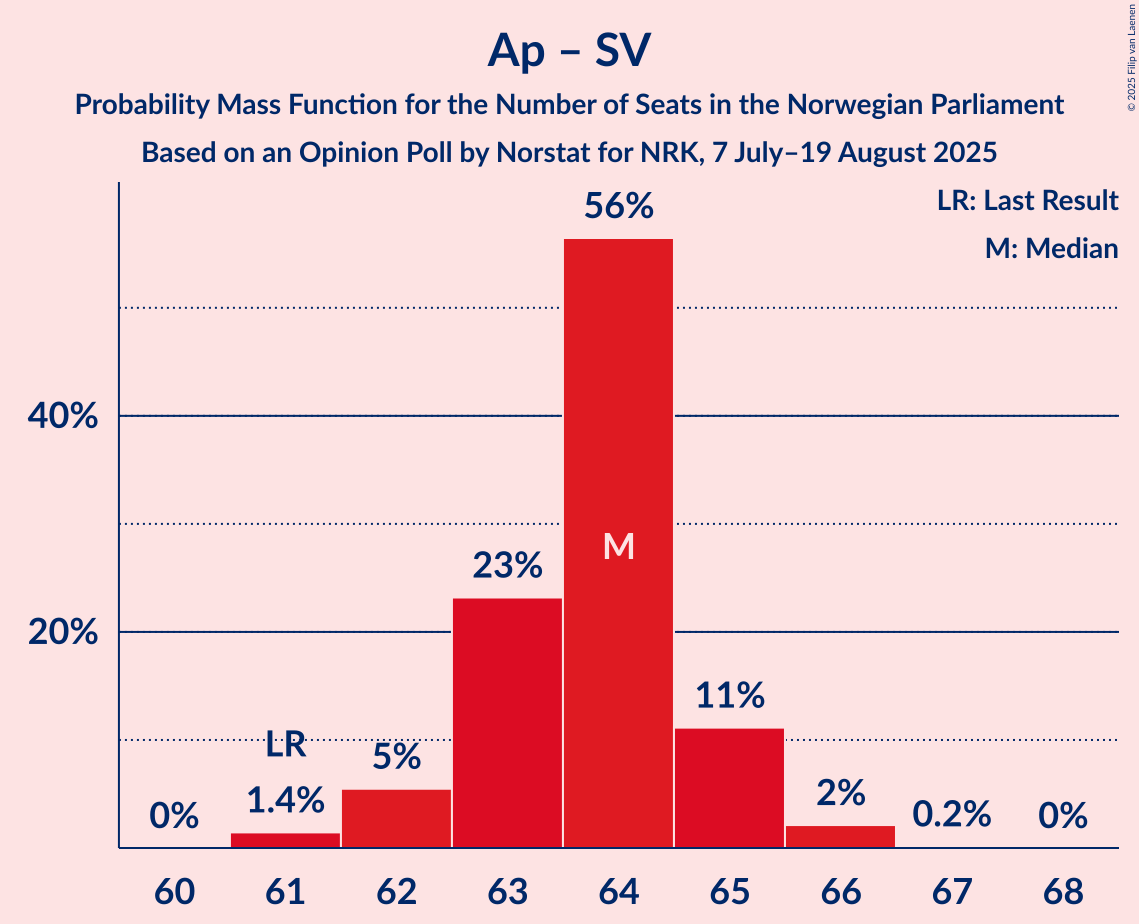 Ap – SV
Probability Mass Function for the Number of Seats in the Norwegian Parliament
Based on an Opinion Poll by Norstat for NRK, 7 July–19 August 2025
© 2025 Filip van Laenen
LR: Last Result
M: Median
56%
40%
M
23%
20%
11%
LR
5%
0%
1.4%
2%
0.2%
0%
60 61 62 63 64 65 66 67 68